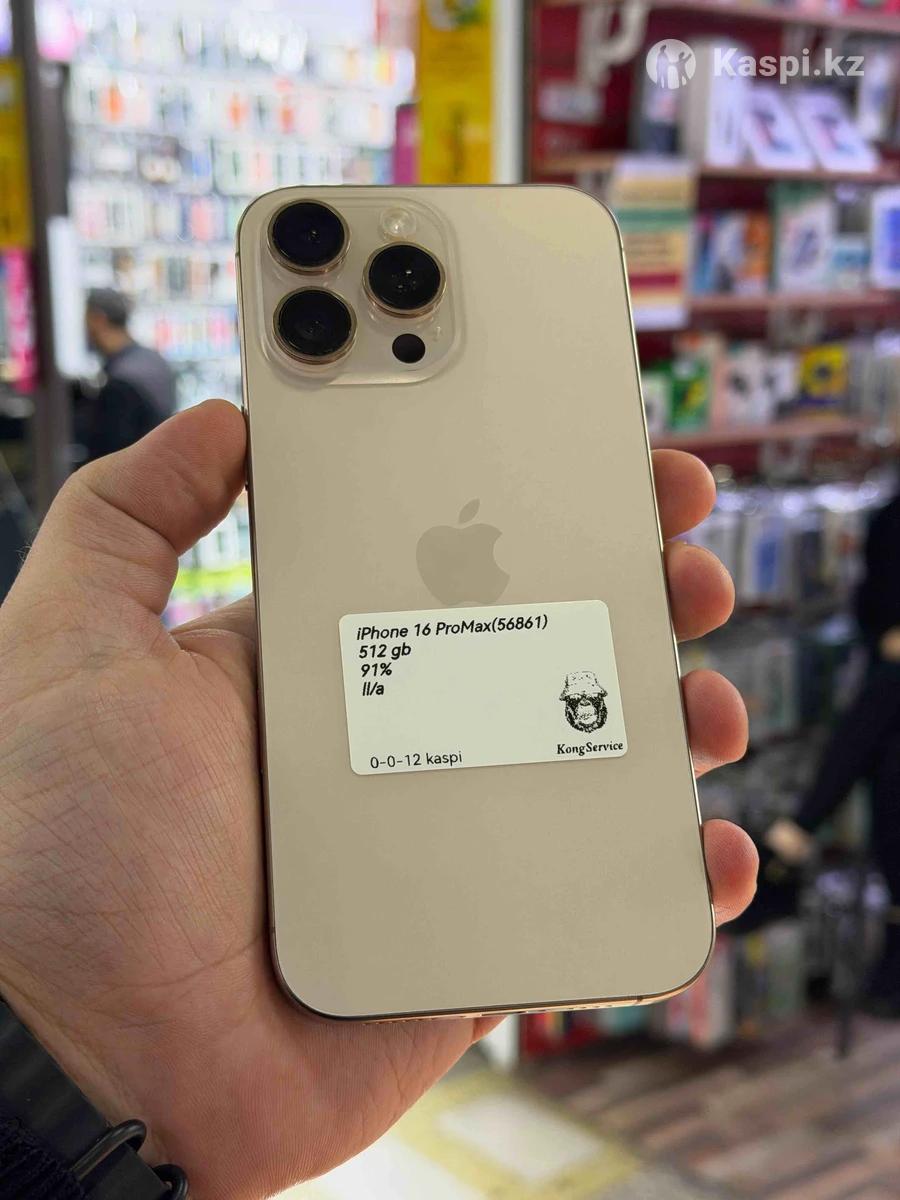 Kaspi.kz
iPhone 16 ProMax(56861)
512 gb
91%
ll/a
KongService
0-0-12 kaspi